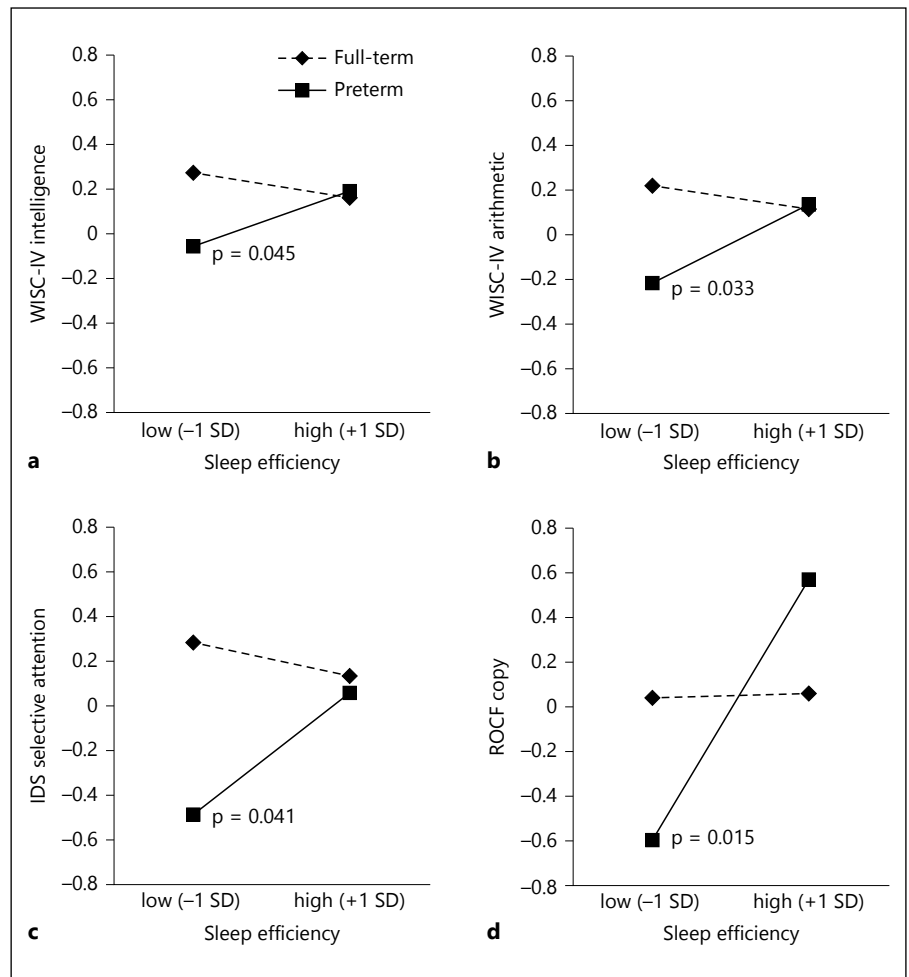 Full-term
Preterm
WISC-IV intelligence
0.8
0.6
0.4
0.2
0
–0.2
–0.4
–0.6
–0.8
p = 0.045
low (–1 SD) high (+1 SD)
Sleep efficiency
a
WISC-IV arithmetic
0.8
0.6
0.4
0.2
0
–0.2
–0.4
–0.6
–0.8
p = 0.033
low (–1 SD) high (+1 SD)
Sleep efficiency
b
IDS selective attention
0.8
0.6
0.4
0.2
0
–0.2
–0.4
–0.6
–0.8
p = 0.041
low (–1 SD) high (+1 SD)
Sleep efficiency
c
ROCF copy
0.8
0.6
0.4
0.2
0
–0.2
–0.4
–0.6
–0.8
p = 0.015
low (–1 SD) high (+1 SD)
Sleep efficiency
d